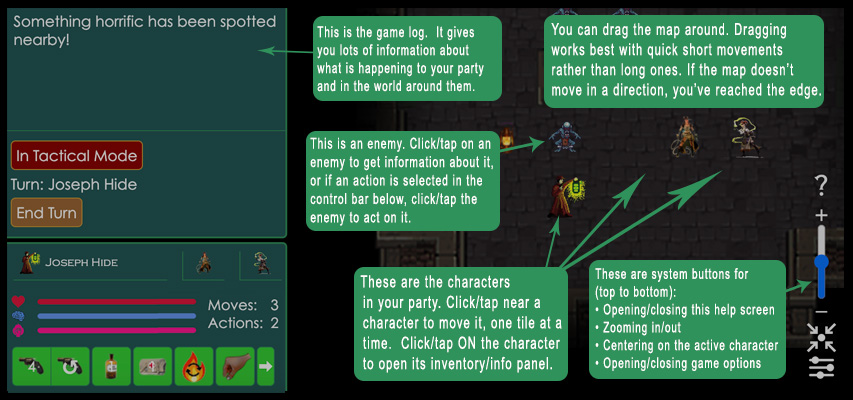 Something horrific has been spotted
nearby!
In Tactical Mode
Turn: Joseph Hide
End Turn
Joseph Hide
Moves: 3
Actions: 2
4
This is the game log. It gives
you lots of information about
what is happening to your party
and in the world around them.
You can drag the map around. Dragging
works best with quick short movements
rather than long ones. If the map doesn't
move in a direction, you've reached the edge.
This is an enemy. Click/tap on an
enemy to get information about it,
or if an action is selected in the
control bar below, click/tap the
enemy to act on it.
These are the characters
in your party. Click/tap near a
character to move it, one tile at a
time. Click/tap ON the character
to open its inventory/info panel.
These are system buttons for
(top to bottom):
• Opening/closing this help screen
• Zooming in/out
• Centering on the active character
• Opening/closing game options
?
+
−